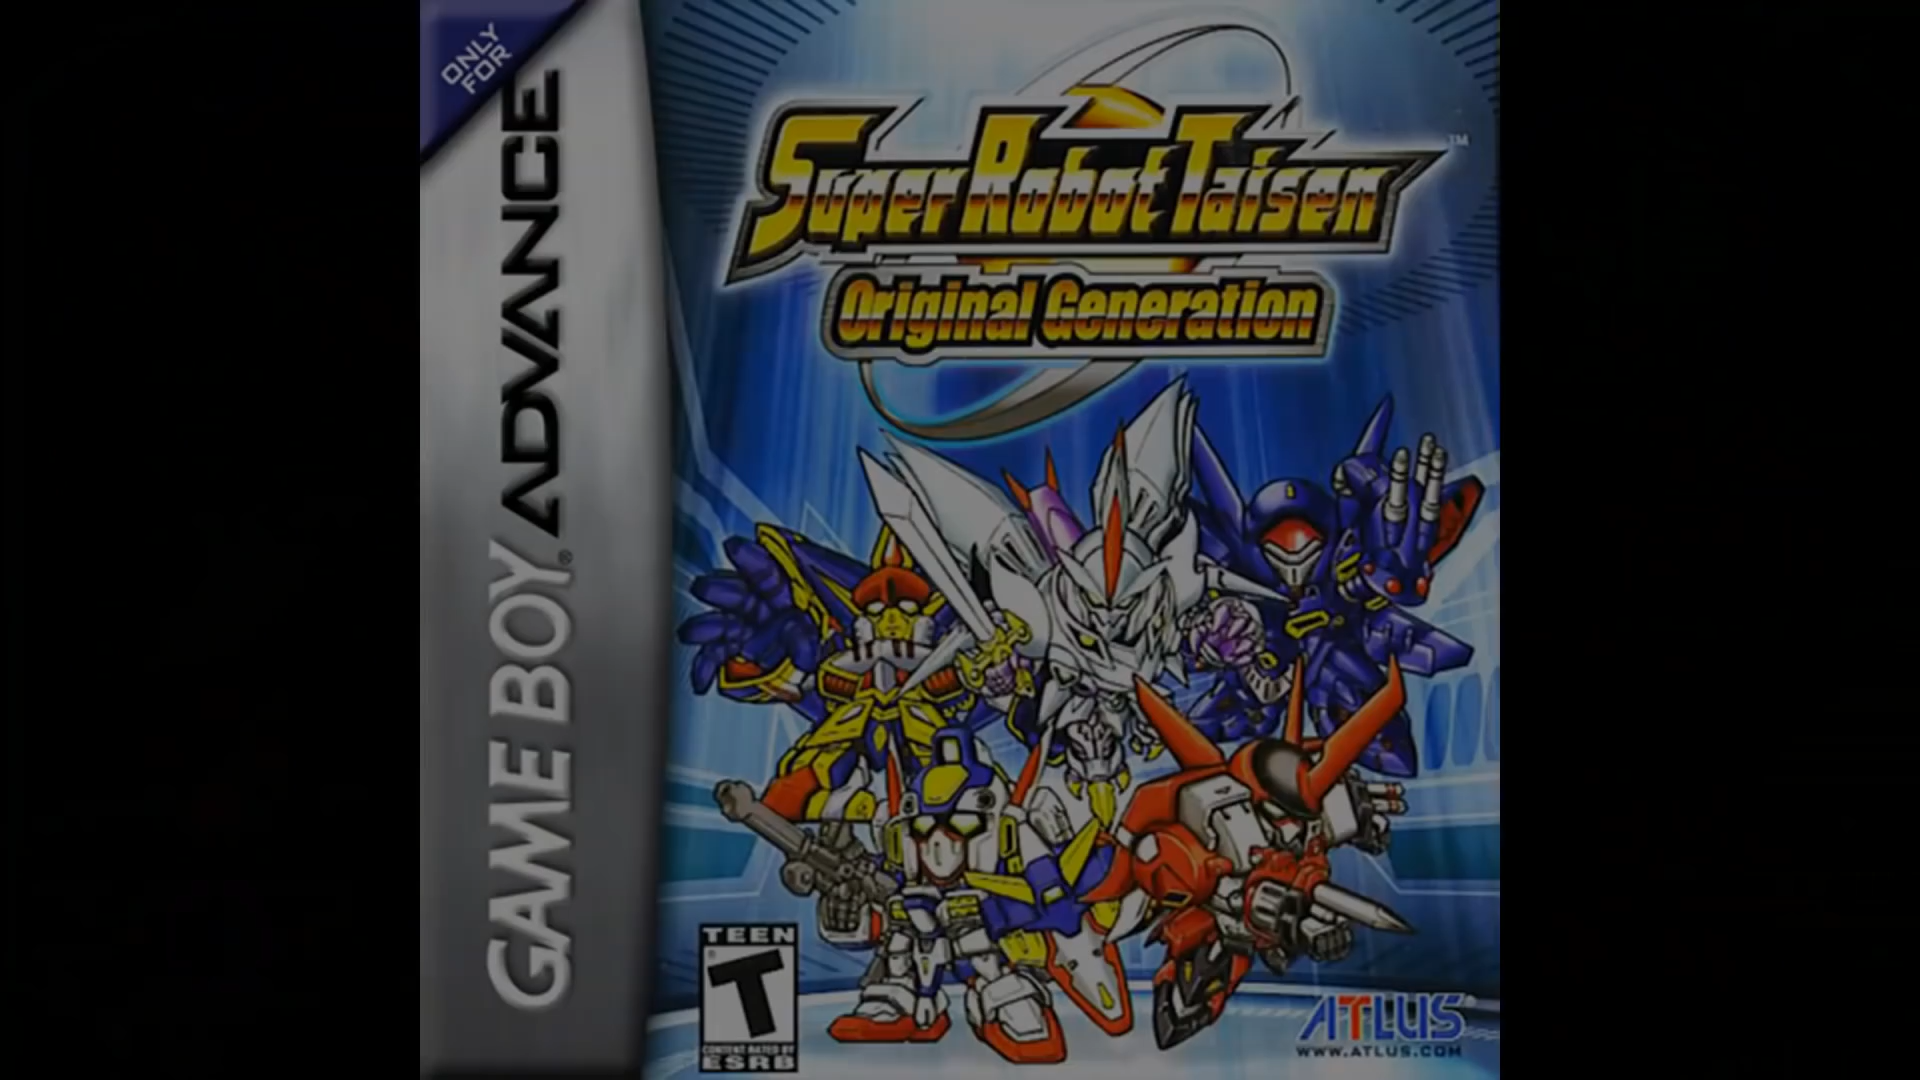 ONLY
FOR
GAME BOY ADVANCE
®
Super Robot Taisen
™
Original Generation
TEEN
®
T
CONTENT RATED BY
ESRB
ATLUS®
WWW.ATLUS.COM